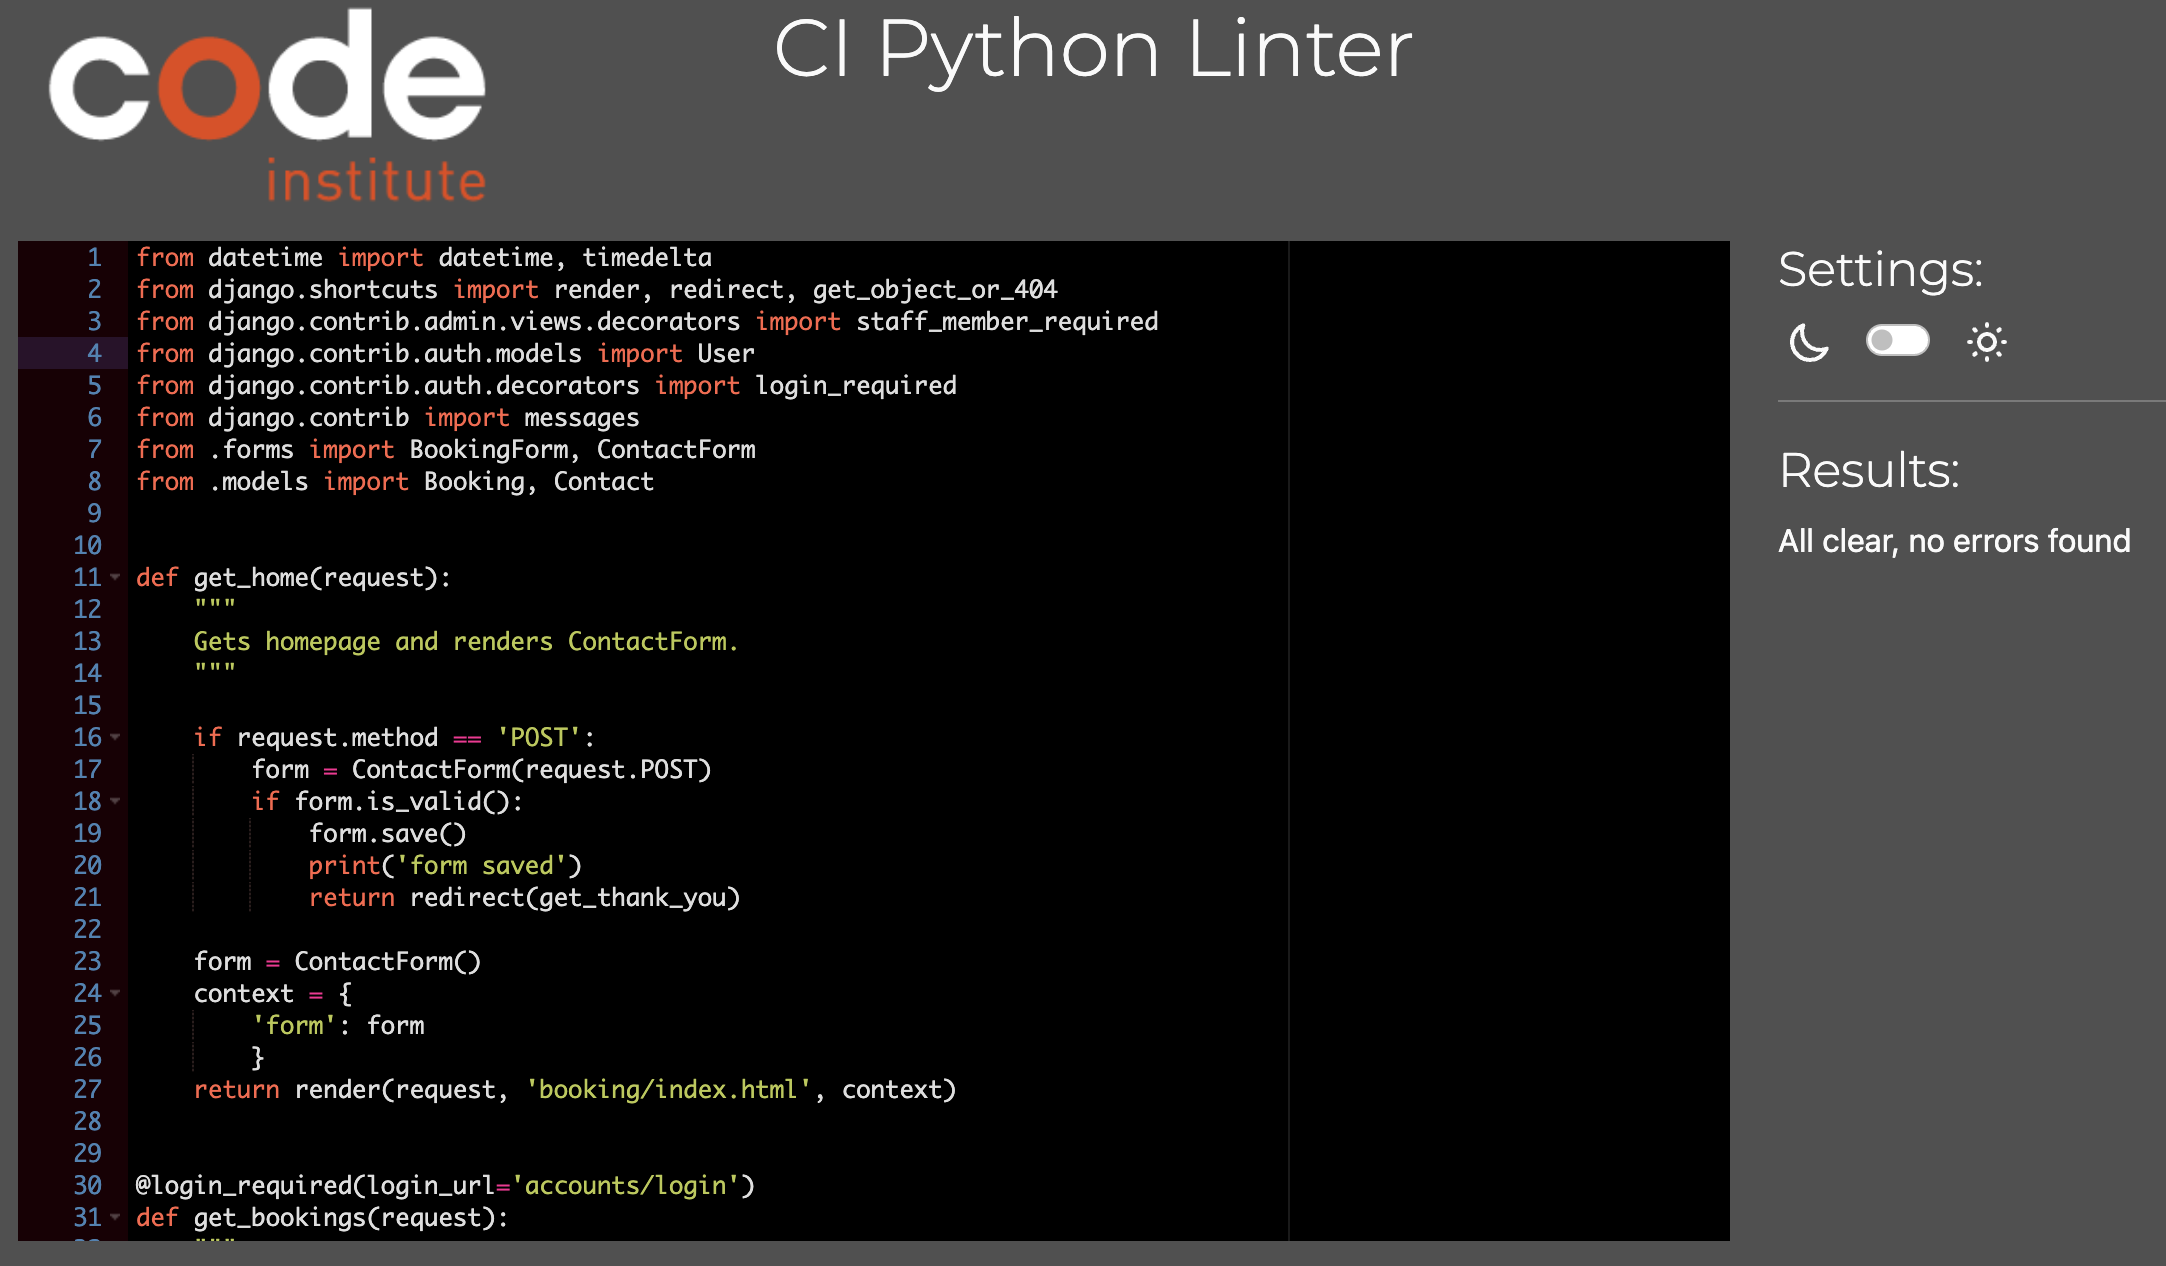 code
institute
CI Python Linter
1 from datetime import datetime, timedelta
2 from django.shortcuts import render, redirect, get_object_or_404
3 from django.contrib.admin.views.decorators import staff_member_required
4 from django.contrib.auth.models import User
5 from django.contrib.auth.decorators import login_required
6 from django.contrib import messages
7 from .forms import BookingForm, ContactForm
8 from .models import Booking, Contact
9
10
11 def get_home(request):
12     """
13     Gets homepage and renders ContactForm.
14     """
15
16     if request.method == 'POST':
17         form = ContactForm(request.POST)
18         if form.is_valid():
19             form.save()
20             print('form saved')
21             return redirect(get_thank_you)
22
23     form = ContactForm()
24     context = {
25         'form': form
26         }
27     return render(request, 'booking/index.html', context)
28
29
30 @login_required(login_url='accounts/login')
31 def get_bookings(request):
Settings:
Results:
All clear, no errors found